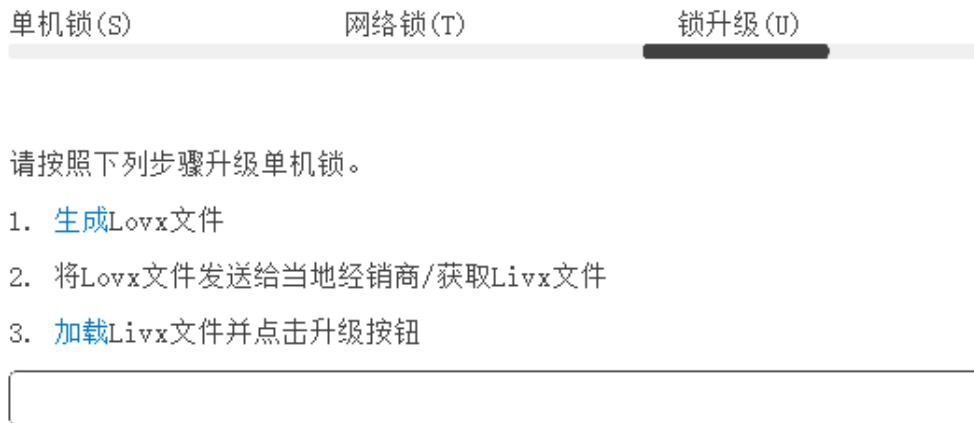 单机锁(S) 网络锁(T) 锁升级(U)
请按照下列步骤升级单机锁。
1. 生成Lovx文件
2. 将Lovx文件发送给当地经销商/获取Livx文件
3. 加载Livx文件并点击升级按钮